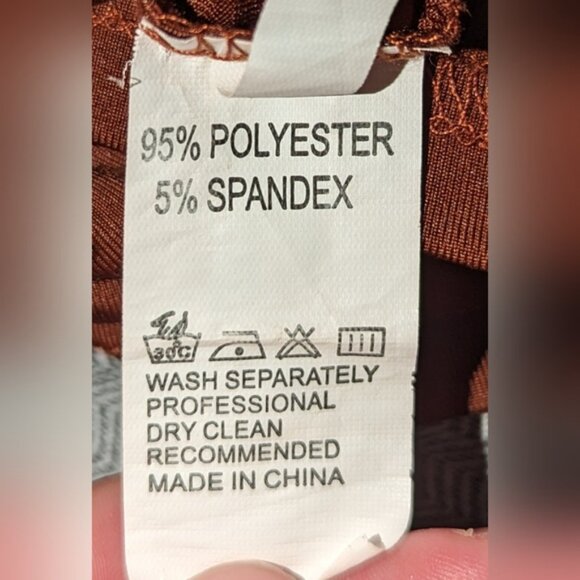 95% POLYESTER
5% SPANDEX
30°C
WASH SEPARATELY
PROFESSIONAL
DRY CLEAN
RECOMMENDED
MADE IN CHINA